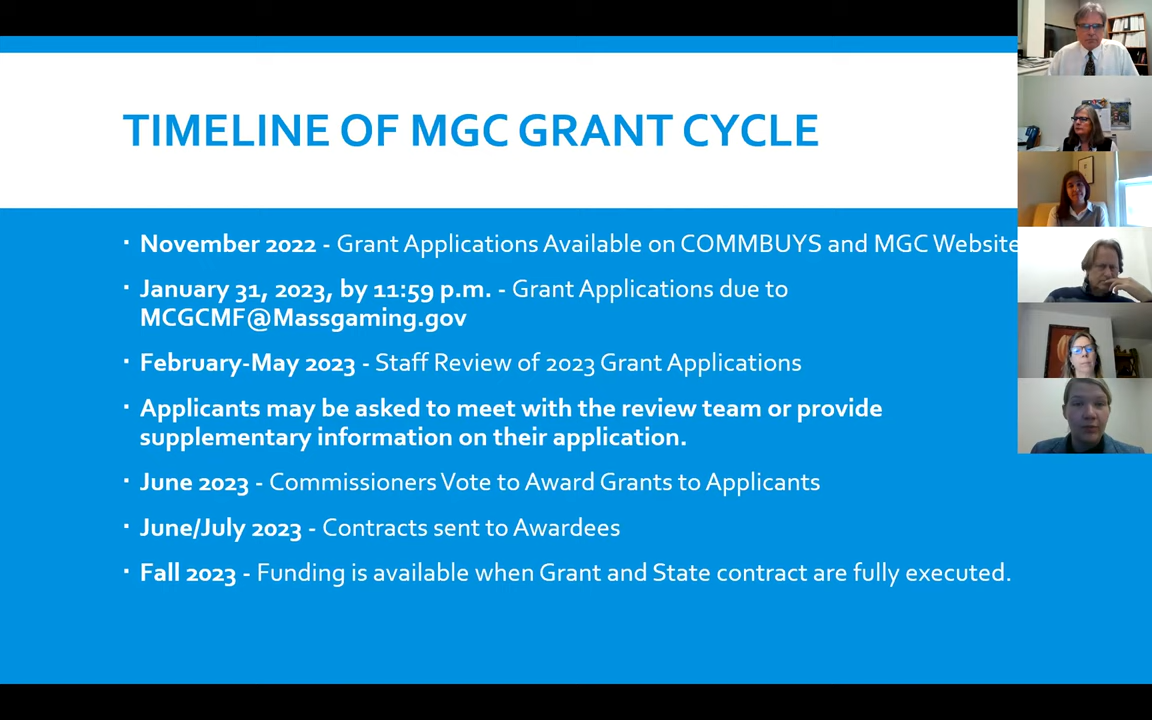 TIMELINE OF MGC GRANT CYCLE
November 2022 - Grant Applications Available on COMMBUYS and MGC Website
January 31, 2023, by 11:59 p.m. - Grant Applications due to
MCGCMF@Massgaming.gov
February-May 2023 - Staff Review of 2023 Grant Applications
Applicants may be asked to meet with the review team or provide
supplementary information on their application.
June 2023 - Commissioners Vote to Award Grants to Applicants
June/July 2023 - Contracts sent to Awardees
Fall 2023 - Funding is available when Grant and State contract are fully executed.